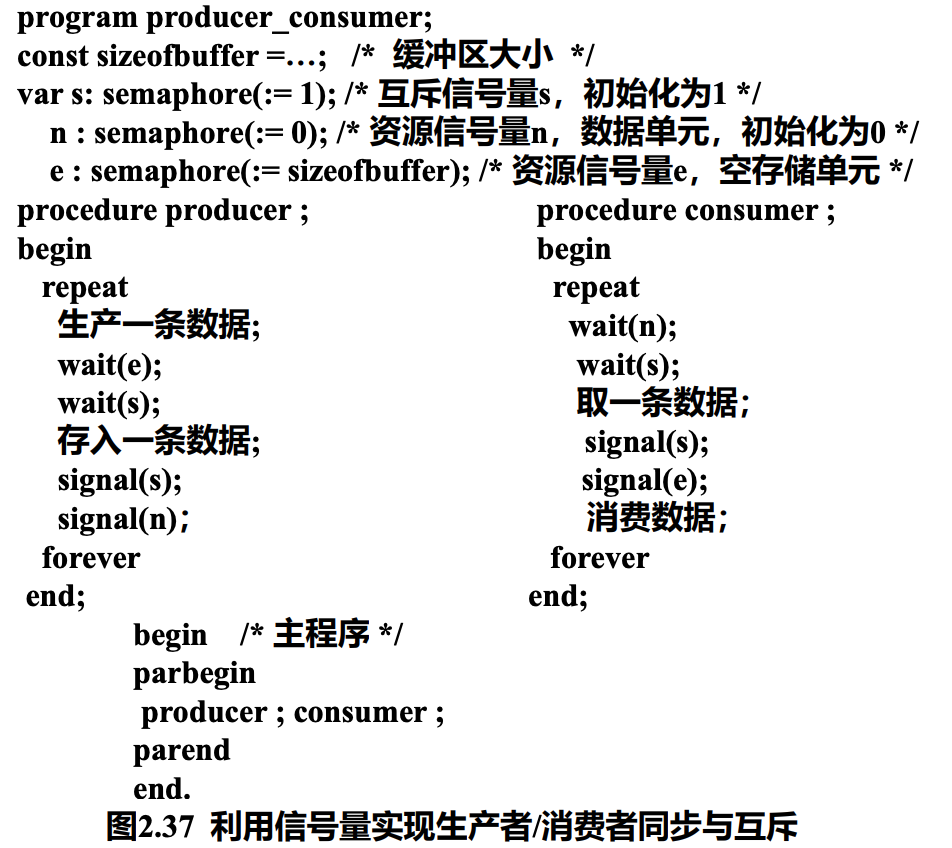 program producer_consumer;
const sizeofbuffer =…; /* 缓冲区大小 */
var s: semaphore(:= 1); /* 互斥信号量s，初始化为1 */
n : semaphore(:= 0); /* 资源信号量n，数据单元，初始化为0 */
e : semaphore(:= sizeofbuffer); /* 资源信号量e，空存储单元 */
procedure producer ;
begin
repeat
生产一条数据;
wait(e);
wait(s);
存入一条数据;
signal(s);
signal(n)；
forever
end;
procedure consumer ;
begin
repeat
wait(n);
wait(s);
取一条数据；
signal(s);
signal(e);
消费数据；
forever
end;
begin /* 主程序 */
parbegin
producer ; consumer ;
parend
end.
图2.37 利用信号量实现生产者/消费者同步与互斥